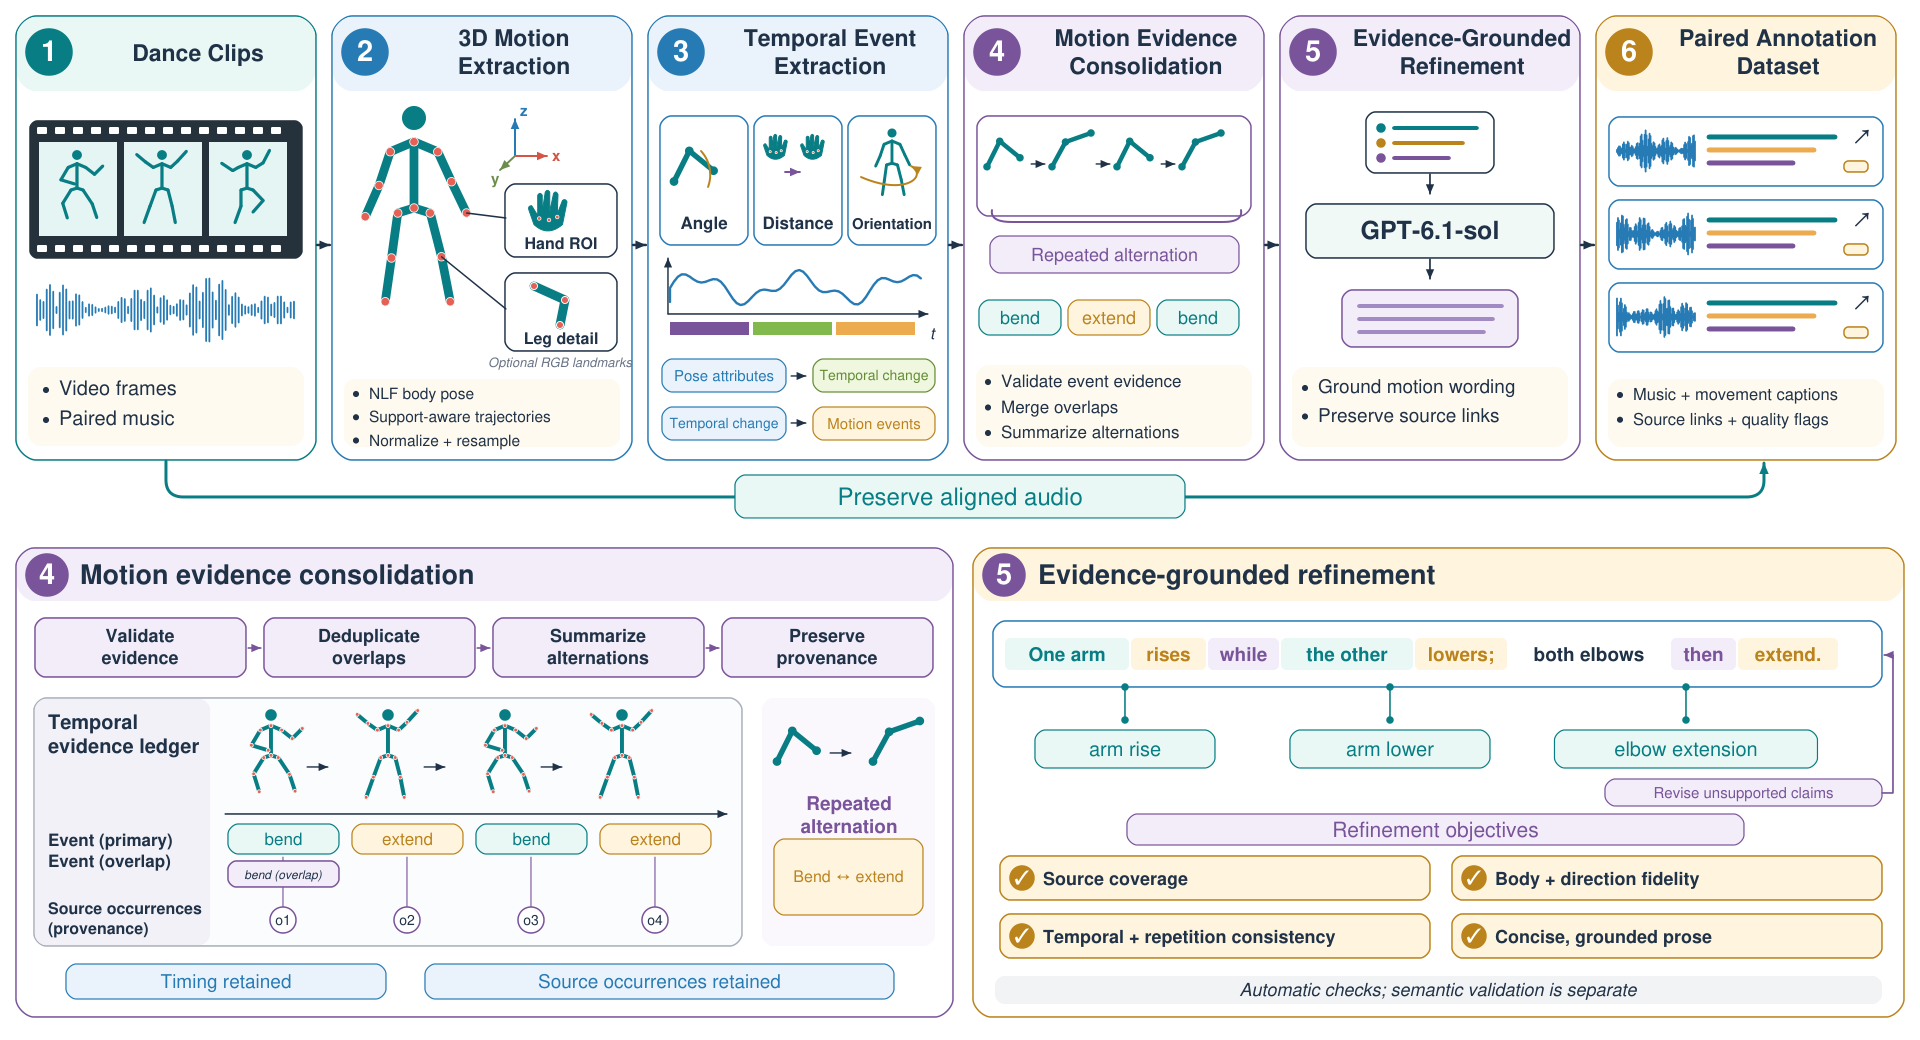 1
Dance Clips
Video frames
Paired music
2
3D Motion
Extraction
z
x
y
Hand ROI
Leg detail
Optional RGB landmarks
NLF body pose
Support-aware trajectories
Normalize + resample
3
Temporal Event
Extraction
Angle
Distance
Orientation
t
Pose attributes
Temporal change
Temporal change
Motion events
4
Motion Evidence
Consolidation
Repeated alternation
bend
extend
bend
Validate event evidence
Merge overlaps
Summarize alternations
5
Evidence-Grounded
Refinement
GPT-6.1-sol
Ground motion wording
Preserve source links
6
Paired Annotation
Dataset
Music + movement captions
Source links + quality flags
Preserve aligned audio
4
Motion evidence consolidation
Validate
evidence
Deduplicate
overlaps
Summarize
alternations
Preserve
provenance
Temporal
evidence ledger
Event (primary)
Event (overlap)
Source occurrences
(provenance)
bend
extend
bend
extend
bend (overlap)
o1
o2
o3
o4
Repeated
alternation
Bend ↔ extend
Timing retained
Source occurrences retained
5
Evidence-grounded refinement
One arm rises while the other lowers; both elbows then extend.
arm rise
arm lower
elbow extension
Revise unsupported claims
Refinement objectives
✓ Source coverage
✓ Body + direction fidelity
✓ Temporal + repetition consistency
✓ Concise, grounded prose
Automatic checks; semantic validation is separate